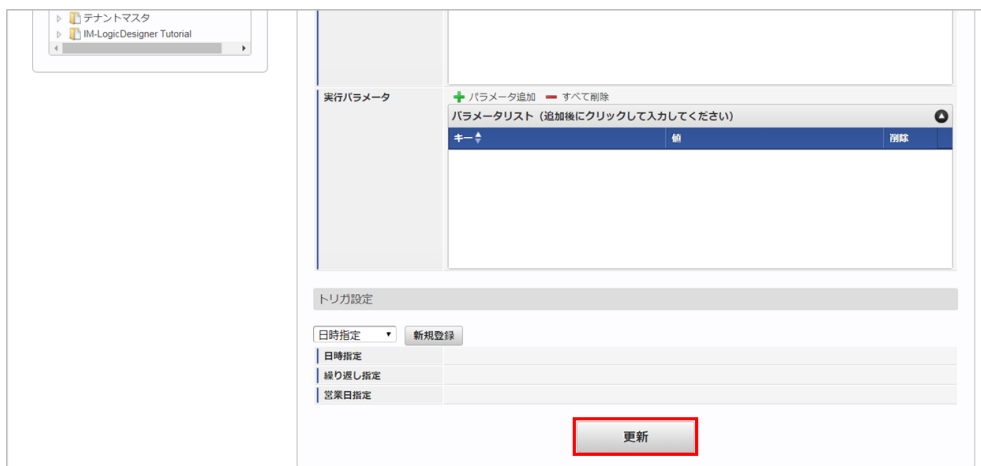 テナントマスタ
IM-LogicDesigner Tutorial
実行パラメータ
パラメータ追加 すべて削除
パラメータリスト（追加後にクリックして入力してください）
キー 値 削除
トリガ設定
日時指定 新規登録
日時指定
繰り返し指定
営業日指定
更新